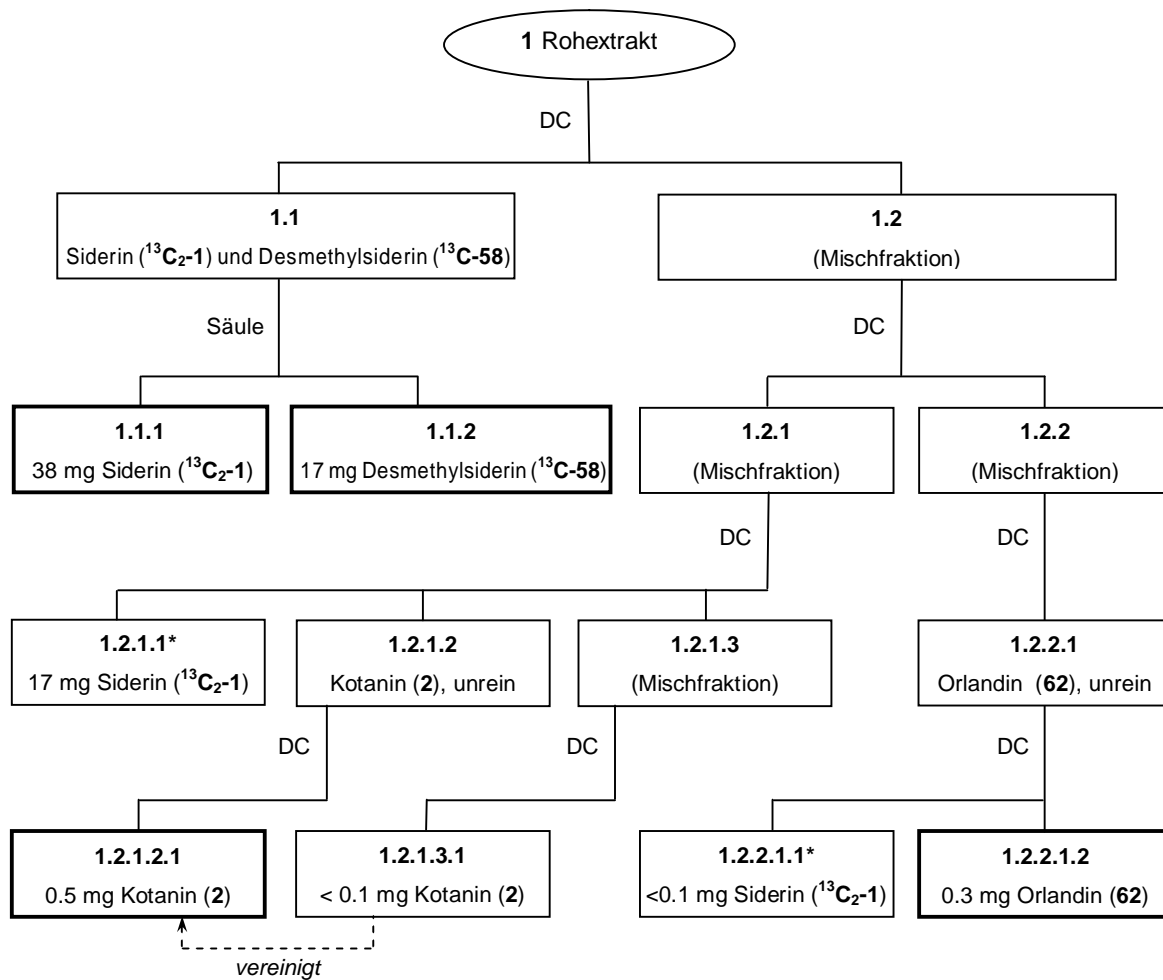 1 Rohextrakt
DC
1.1
Siderin (¹³C₂-1) und Desmethylsiderin (¹³C-58)
1.2
(Mischfraktion)
Säule
DC
1.1.1
38 mg Siderin (¹³C₂-1)
1.1.2
17 mg Desmethylsiderin (¹³C-58)
1.2.1
(Mischfraktion)
1.2.2
(Mischfraktion)
DC
DC
1.2.1.1*
17 mg Siderin (¹³C₂-1)
1.2.1.2
Kotanin (2), unrein
1.2.1.3
(Mischfraktion)
1.2.2.1
Orlandin (62), unrein
DC
DC
DC
1.2.1.2.1
0.5 mg Kotanin (2)
1.2.1.3.1
< 0.1 mg Kotanin (2)
1.2.2.1.1*
<0.1 mg Siderin (¹³C₂-1)
1.2.2.1.2
0.3 mg Orlandin (62)
vereinigt